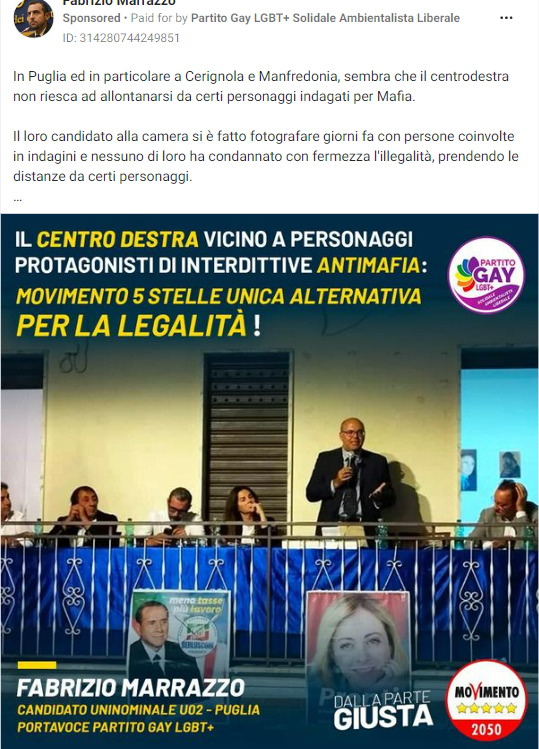 Fabrizio Marrazzo
Sponsored • Paid for by Partito Gay LGBT+ Solidale Ambientalista Liberale
ID: 314280744249851
In Puglia ed in particolare a Cerignola e Manfredonia, sembra che il centrodestra
non riesca ad allontanarsi da certi personaggi indagati per Mafia.
Il loro candidato alla camera si è fatto fotografare giorni fa con persone coinvolte
in indagini e nessuno di loro ha condannato con fermezza l'illegalità, prendendo le
distanze da certi personaggi.
...
IL CENTRO DESTRA VICINO A PERSONAGGI
PROTAGONISTI DI INTERDITTIVE ANTIMAFIA:
MOVIMENTO 5 STELLE UNICA ALTERNATIVA
PER LA LEGALITÀ !
PARTITO
GAY
LGBT+
SOLIDALE
AMBIENTALISTA
LIBERALE
meno tasse
più lavoro
FORZA ITALIA
BERLUSCONI
FABRIZIO MARRAZZO
CANDIDATO UNINOMINALE U02 - PUGLIA
PORTAVOCE PARTITO GAY LGBT+
DALLA PARTE
GIUSTA
MOVIMENTO
2050